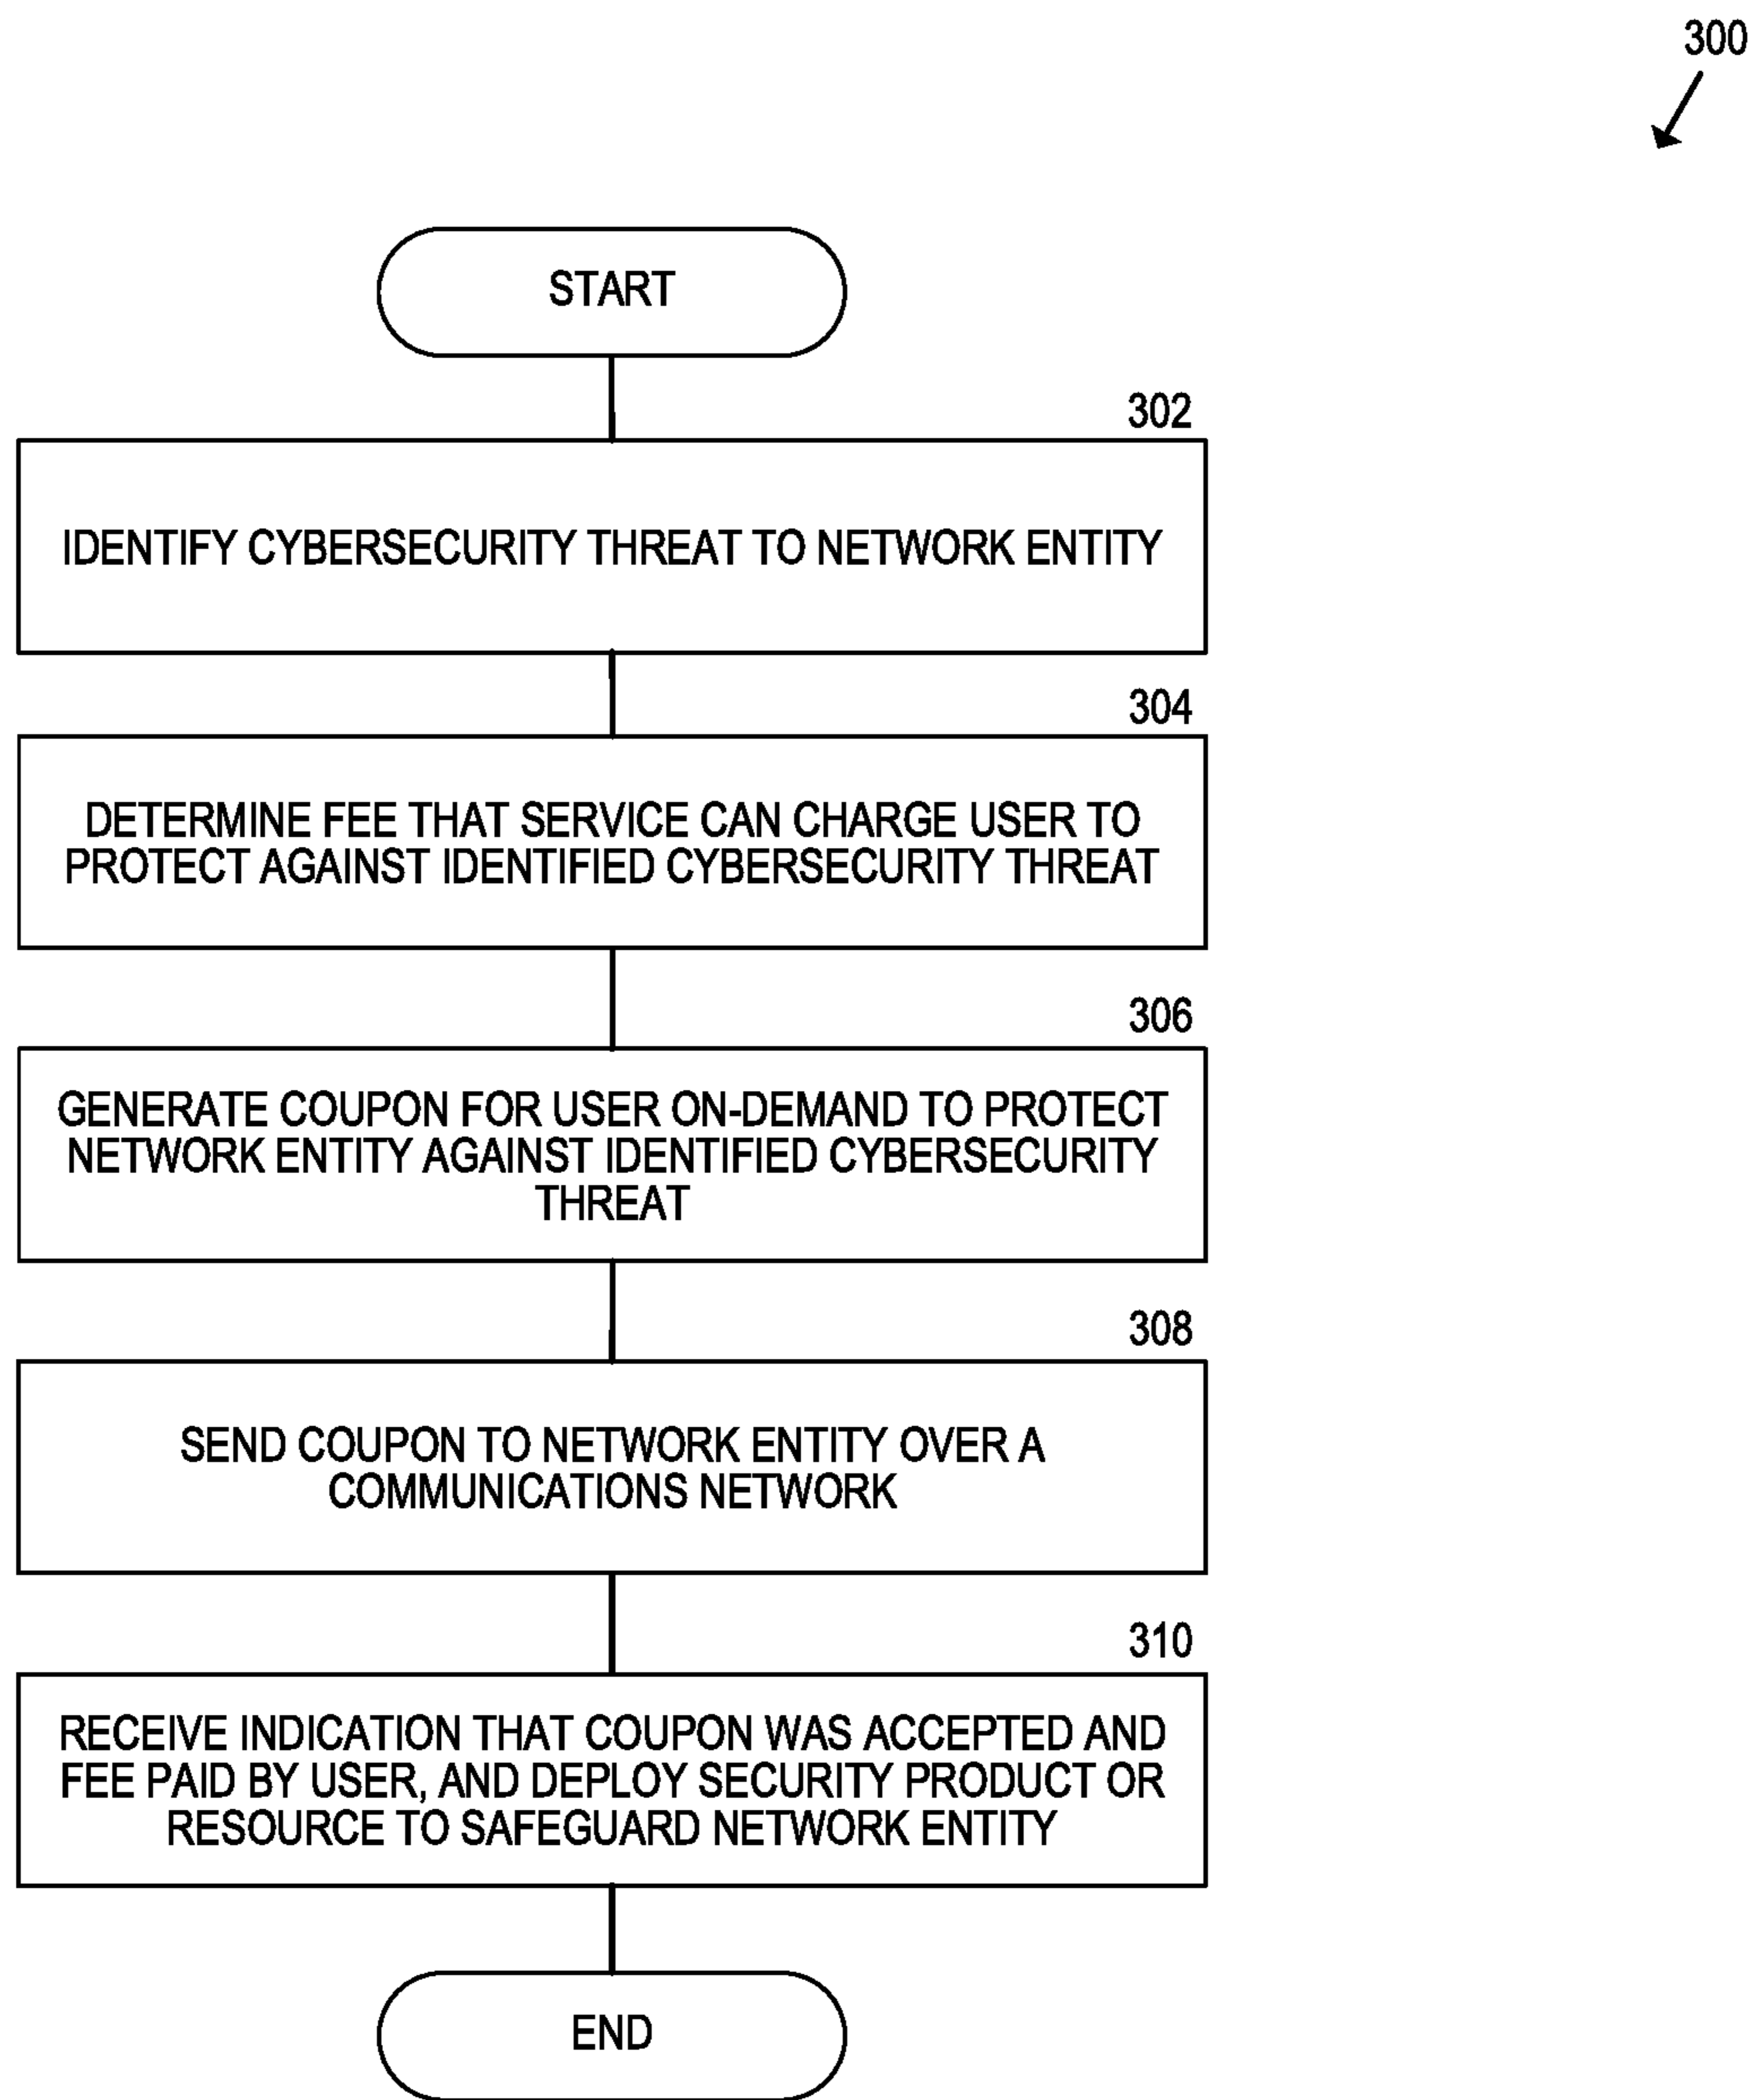 300
START
302
IDENTIFY CYBERSECURITY THREAT TO NETWORK ENTITY
304
DETERMINE FEE THAT SERVICE CAN CHARGE USER TO
PROTECT AGAINST IDENTIFIED CYBERSECURITY THREAT
306
GENERATE COUPON FOR USER ON-DEMAND TO PROTECT
NETWORK ENTITY AGAINST IDENTIFIED CYBERSECURITY
THREAT
308
SEND COUPON TO NETWORK ENTITY OVER A
COMMUNICATIONS NETWORK
310
RECEIVE INDICATION THAT COUPON WAS ACCEPTED AND
FEE PAID BY USER, AND DEPLOY SECURITY PRODUCT OR
RESOURCE TO SAFEGUARD NETWORK ENTITY
END